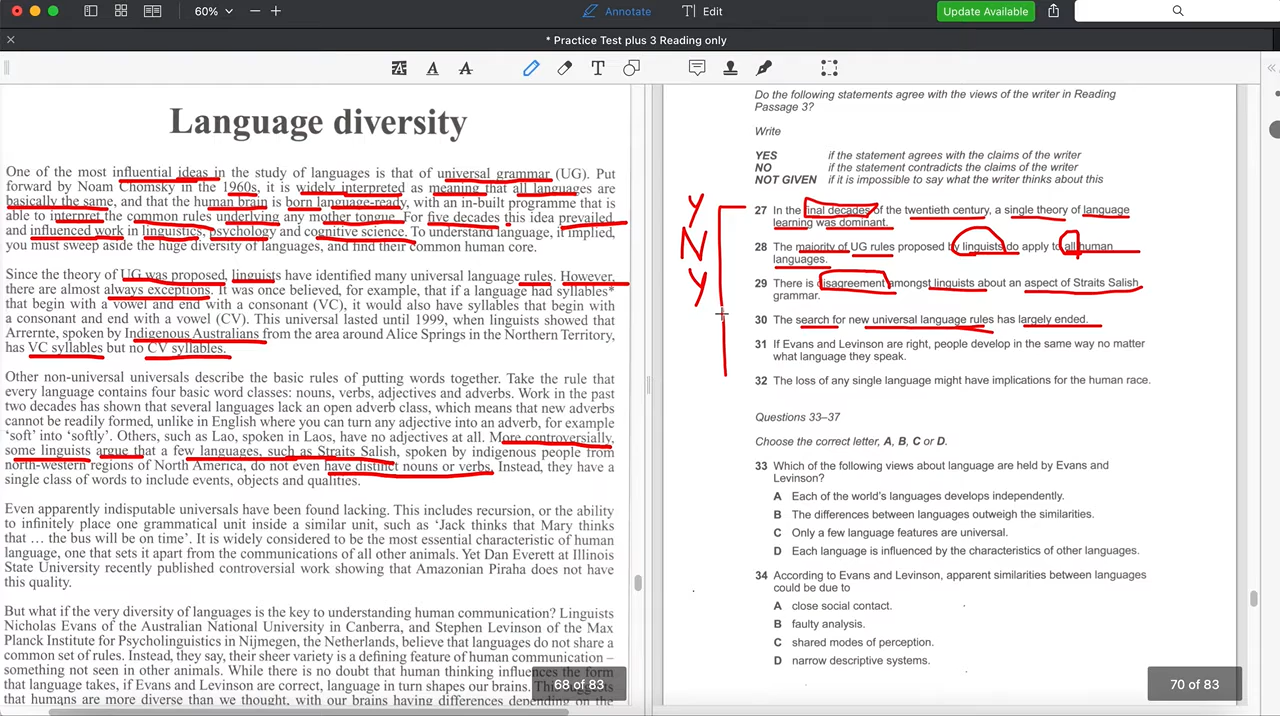 60%
Annotate
Edit
Update Available
* Practice Test plus 3 Reading only
Language diversity
One of the most influential ideas in the study of languages is that of universal grammar (UG). Put
forward by Noam Chomsky in the 1960s, it is widely interpreted as meaning that all languages are
basically the same, and that the human brain is born language-ready, with an in-built programme that is
able to interpret the common rules underlying any mother tongue. For five decades this idea prevailed,
and influenced work in linguistics, psychology and cognitive science. To understand language, it implied,
you must sweep aside the huge diversity of languages, and find their common human core.
Since the theory of UG was proposed, linguists have identified many universal language rules. However,
there are almost always exceptions. It was once believed, for example, that if a language had syllables*
that begin with a vowel and end with a consonant (VC), it would also have syllables that begin with
a consonant and end with a vowel (CV). This universal lasted until 1999, when linguists showed that
Arrernte, spoken by Indigenous Australians from the area around Alice Springs in the Northern Territory,
has VC syllables but no CV syllables.
Other non-universal universals describe the basic rules of putting words together. Take the rule that
every language contains four basic word classes: nouns, verbs, adjectives and adverbs. Work in the past
two decades has shown that several languages lack an open adverb class, which means that new adverbs
cannot be readily formed, unlike in English where you can turn any adjective into an adverb, for example
‘soft’ into ‘softly’. Others, such as Lao, spoken in Laos, have no adjectives at all. More controversially,
some linguists argue that a few languages, such as Straits Salish, spoken by indigenous people from
north-western regions of North America, do not even have distinct nouns or verbs. Instead, they have a
single class of words to include events, objects and qualities.
Even apparently indisputable universals have been found lacking. This includes recursion, or the ability
to infinitely place one grammatical unit inside a similar unit, such as ‘Jack thinks that Mary thinks
that … the bus will be on time’. It is widely considered to be the most essential characteristic of human
language, one that sets it apart from the communications of all other animals. Yet Dan Everett at Illinois
State University recently published controversial work showing that Amazonian Piraha does not have
this quality.
But what if the very diversity of languages is the key to understanding human communication? Linguists
Nicholas Evans of the Australian National University in Canberra, and Stephen Levinson of the Max
Planck Institute for Psycholinguistics in Nijmegen, the Netherlands, believe that languages do not share a
common set of rules. Instead, they say, their sheer variety is a defining feature of human communication –
something not seen in other animals. While there is no doubt that human thinking influences the form
that language takes, if Evans and Levinson are correct, language in turn shapes our brains. This suggests
that humans are more diverse than we thought, with our brains having differences depending on the
68 of 83
Do the following statements agree with the views of the writer in Reading
Passage 3?
Write
YES if the statement agrees with the claims of the writer
NO if the statement contradicts the claims of the writer
NOT GIVEN if it is impossible to say what the writer thinks about this
Y
N
Y
27 In the final decades of the twentieth century, a single theory of language
learning was dominant.
28 The majority of UG rules proposed by linguists do apply to all human
languages.
29 There is disagreement amongst linguists about an aspect of Straits Salish
grammar.
30 The search for new universal language rules has largely ended.
31 If Evans and Levinson are right, people develop in the same way no matter
what language they speak.
32 The loss of any single language might have implications for the human race.
Questions 33–37
Choose the correct letter, A, B, C or D.
33 Which of the following views about language are held by Evans and
Levinson?
A Each of the world's languages develops independently.
B The differences between languages outweigh the similarities.
C Only a few language features are universal.
D Each language is influenced by the characteristics of other languages.
34 According to Evans and Levinson, apparent similarities between languages
could be due to
A close social contact.
B faulty analysis.
C shared modes of perception.
D narrow descriptive systems.
70 of 83